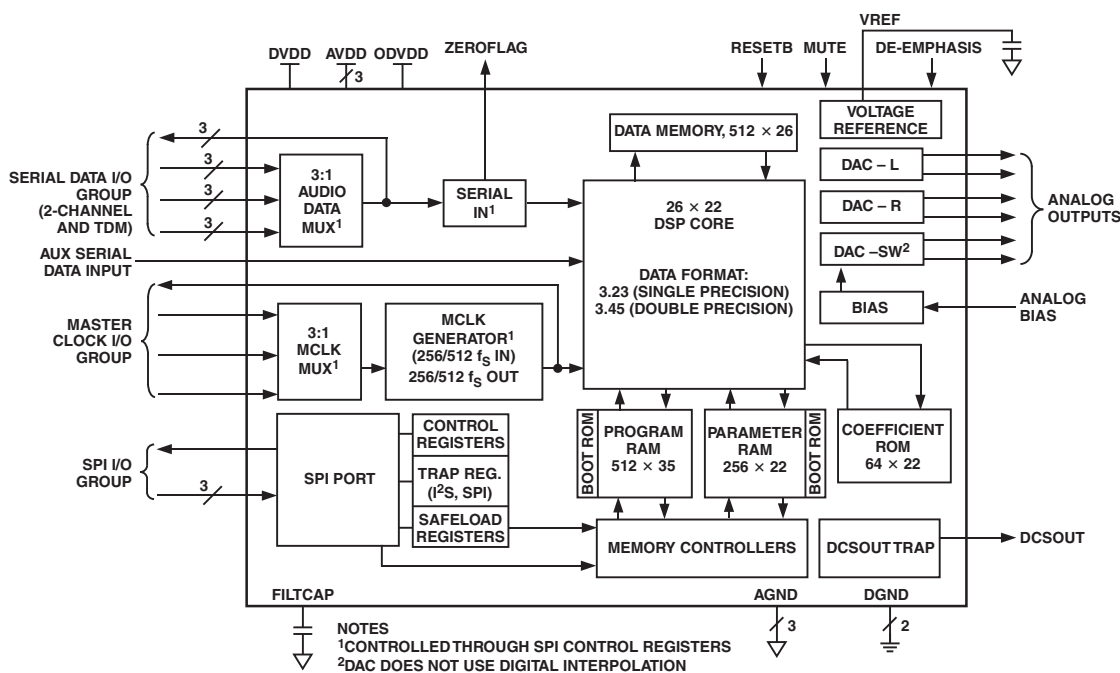 VREF
DVDD
AVDD
ODVDD
ZEROFLAG
RESETB
MUTE
DE-EMPHASIS
3
3
3
3
3
SERIAL DATA I/O
GROUP
(2-CHANNEL
AND TDM)
3:1
AUDIO
DATA
MUX1
SERIAL
IN1
DATA MEMORY, 512 × 26
VOLTAGE
REFERENCE
DAC – L
DAC – R
DAC –SW2
BIAS
ANALOG
OUTPUTS
ANALOG
BIAS
26 × 22
DSP CORE
DATA FORMAT:
3.23 (SINGLE PRECISION)
3.45 (DOUBLE PRECISION)
AUX SERIAL
DATA INPUT
MASTER
CLOCK I/O
GROUP
3:1
MCLK
MUX1
MCLK
GENERATOR1
(256/512 fS IN)
256/512 fS OUT
SPI I/O
GROUP
3
SPI PORT
CONTROL
REGISTERS
TRAP REG.
(I2S, SPI)
SAFELOAD
REGISTERS
BOOT ROM
PROGRAM
RAM
512 × 35
PARAMETER
RAM
256 × 22
BOOT ROM
COEFFICIENT
ROM
64 × 22
MEMORY CONTROLLERS
DCSOUT TRAP
DCSOUT
FILTCAP
AGND
DGND
3
2
NOTES
1CONTROLLED THROUGH SPI CONTROL REGISTERS
2DAC DOES NOT USE DIGITAL INTERPOLATION